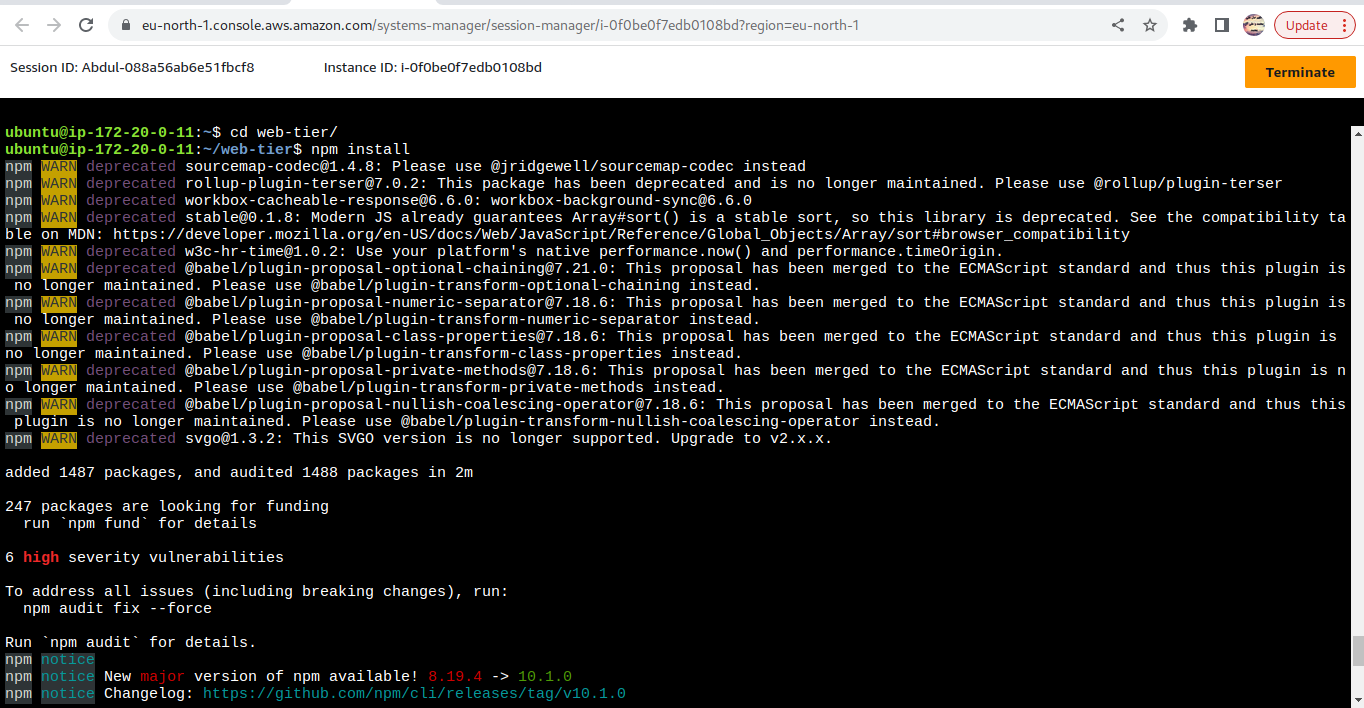 eu-north-1.console.aws.amazon.com/systems-manager/session-manager/i-0f0be0f7edb0108bd?region=eu-north-1
Update
Session ID: Abdul-088a56ab6e51fbcf8
Instance ID: i-0f0be0f7edb0108bd
Terminate
ubuntu@ip-172-20-0-11:~$ cd web-tier/
ubuntu@ip-172-20-0-11:~/web-tier$ npm install
npm WARN deprecated sourcemap-codec@1.4.8: Please use @jridgewell/sourcemap-codec instead
npm WARN deprecated rollup-plugin-terser@7.0.2: This package has been deprecated and is no longer maintained. Please use @rollup/plugin-terser
npm WARN deprecated workbox-cacheable-response@6.6.0: workbox-background-sync@6.6.0
npm WARN deprecated stable@0.1.8: Modern JS already guarantees Array#sort() is a stable sort, so this library is deprecated. See the compatibility ta
ble on MDN: https://developer.mozilla.org/en-US/docs/Web/JavaScript/Reference/Global_Objects/Array/sort#browser_compatibility
npm WARN deprecated w3c-hr-time@1.0.2: Use your platform's native performance.now() and performance.timeOrigin.
npm WARN deprecated @babel/plugin-proposal-optional-chaining@7.21.0: This proposal has been merged to the ECMAScript standard and thus this plugin is
 no longer maintained. Please use @babel/plugin-transform-optional-chaining instead.
npm WARN deprecated @babel/plugin-proposal-numeric-separator@7.18.6: This proposal has been merged to the ECMAScript standard and thus this plugin is
 no longer maintained. Please use @babel/plugin-transform-numeric-separator instead.
npm WARN deprecated @babel/plugin-proposal-class-properties@7.18.6: This proposal has been merged to the ECMAScript standard and thus this plugin is
no longer maintained. Please use @babel/plugin-transform-class-properties instead.
npm WARN deprecated @babel/plugin-proposal-private-methods@7.18.6: This proposal has been merged to the ECMAScript standard and thus this plugin is n
o longer maintained. Please use @babel/plugin-transform-private-methods instead.
npm WARN deprecated @babel/plugin-proposal-nullish-coalescing-operator@7.18.6: This proposal has been merged to the ECMAScript standard and thus this
 plugin is no longer maintained. Please use @babel/plugin-transform-nullish-coalescing-operator instead.
npm WARN deprecated svgo@1.3.2: This SVGO version is no longer supported. Upgrade to v2.x.x.
added 1487 packages, and audited 1488 packages in 2m
247 packages are looking for funding
  run `npm fund` for details
6 high severity vulnerabilities
To address all issues (including breaking changes), run:
  npm audit fix --force
Run `npm audit` for details.
npm notice
npm notice New major version of npm available! 8.19.4 -> 10.1.0
npm notice Changelog: https://github.com/npm/cli/releases/tag/v10.1.0